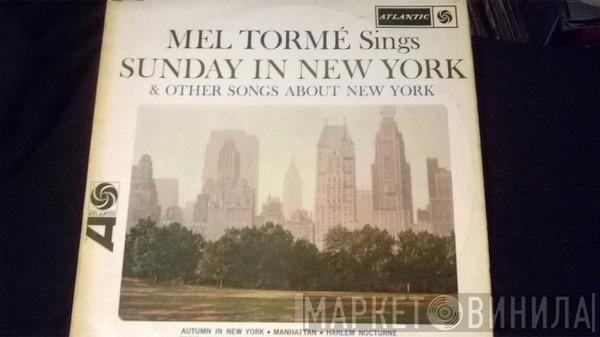 ATLANTIC
MEL TORMÉ Sings
SUNDAY IN NEW YORK
& OTHER SONGS ABOUT NEW YORK
ATLANTIC
МАРКЕТ ВИНИЛА
AUTUMN IN NEW YORK • MANHATTAN • HARLEM NOCTURNE